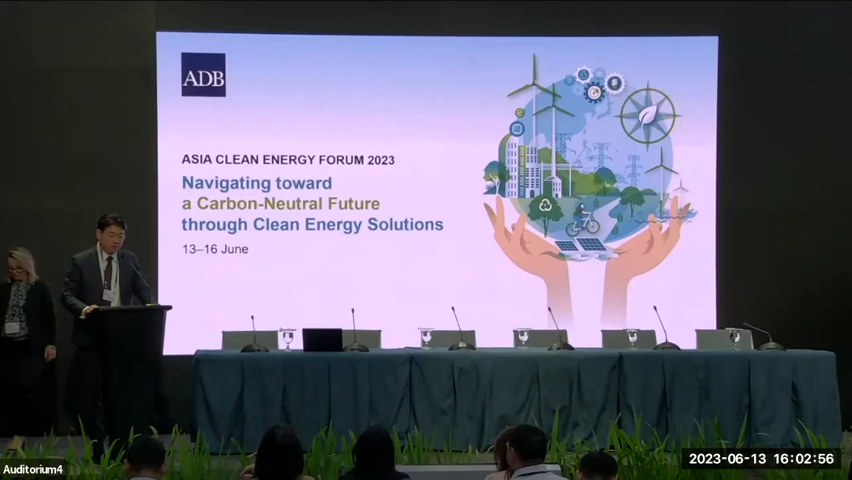 ADB
ASIA CLEAN ENERGY FORUM 2023
Navigating toward
a Carbon-Neutral Future
through Clean Energy Solutions
13–16 June
Auditorium4
2023-06-13 16:02:56